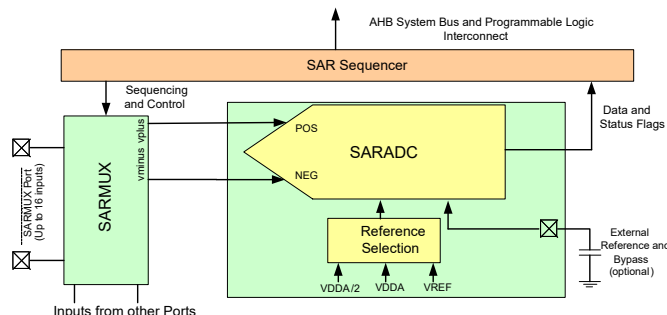 AHB System Bus and Programmable Logic
Interconnect
SAR Sequencer
Sequencing
and Control
Data and
Status Flags
vminus vplus
POS
NEG
SARADC
SARMUX
SARMUX Port
(Up to 16 inputs)
Reference
Selection
External
Reference and
Bypass
(optional)
VDDA/2
VDDA
VREF
Inputs from other Ports